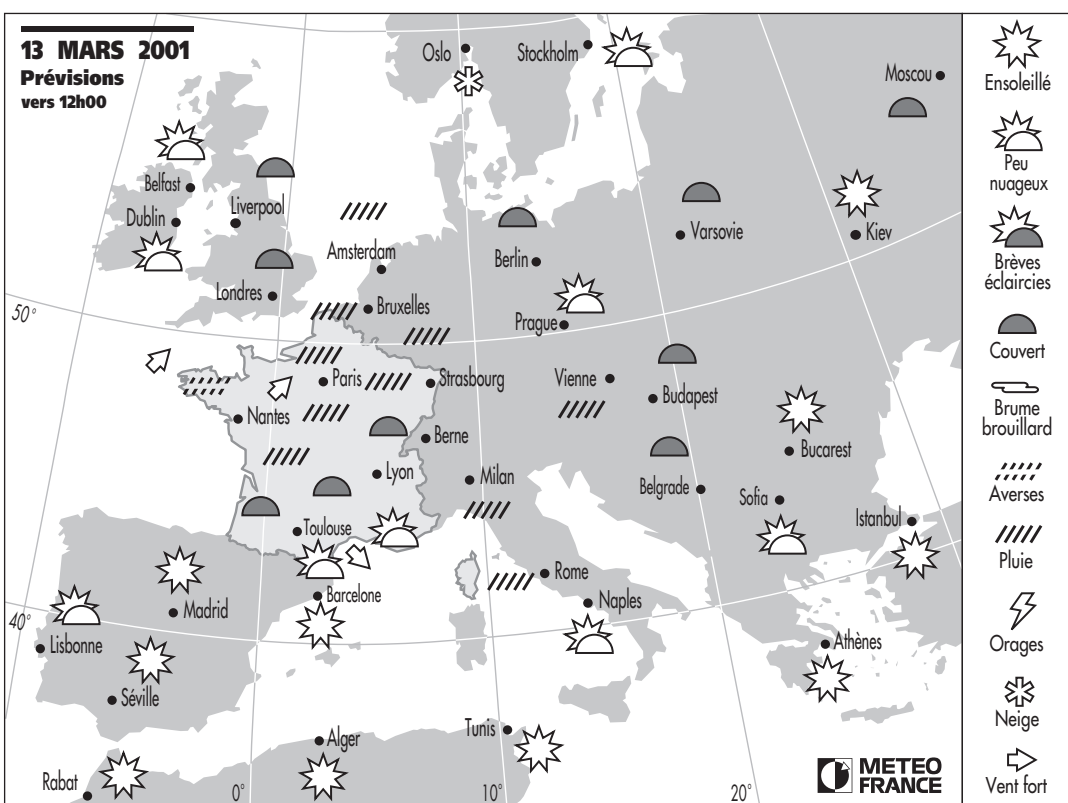 13 MARS 2001
Prévisions
vers 12h00
Oslo
Stockholm
Moscou
Belfast
Dublin
Liverpool
Amsterdam
Londres
Bruxelles
Berlin
Varsovie
Kiev
50°
Prague
Paris
Strasbourg
Vienne
Budapest
Nantes
Berne
Bucarest
Lyon
Milan
Belgrade
Sofia
Istanbul
Toulouse
Rome
Barcelone
Naples
Madrid
40°
Lisbonne
Athènes
Séville
Tunis
Alger
Rabat
0°
10°
20°
METEO
FRANCE
Ensoleillé
Peu
nuageux
Brèves
éclaircies
Couvert
Brume
brouillard
Averses
Pluie
Orages
Neige
Vent fort